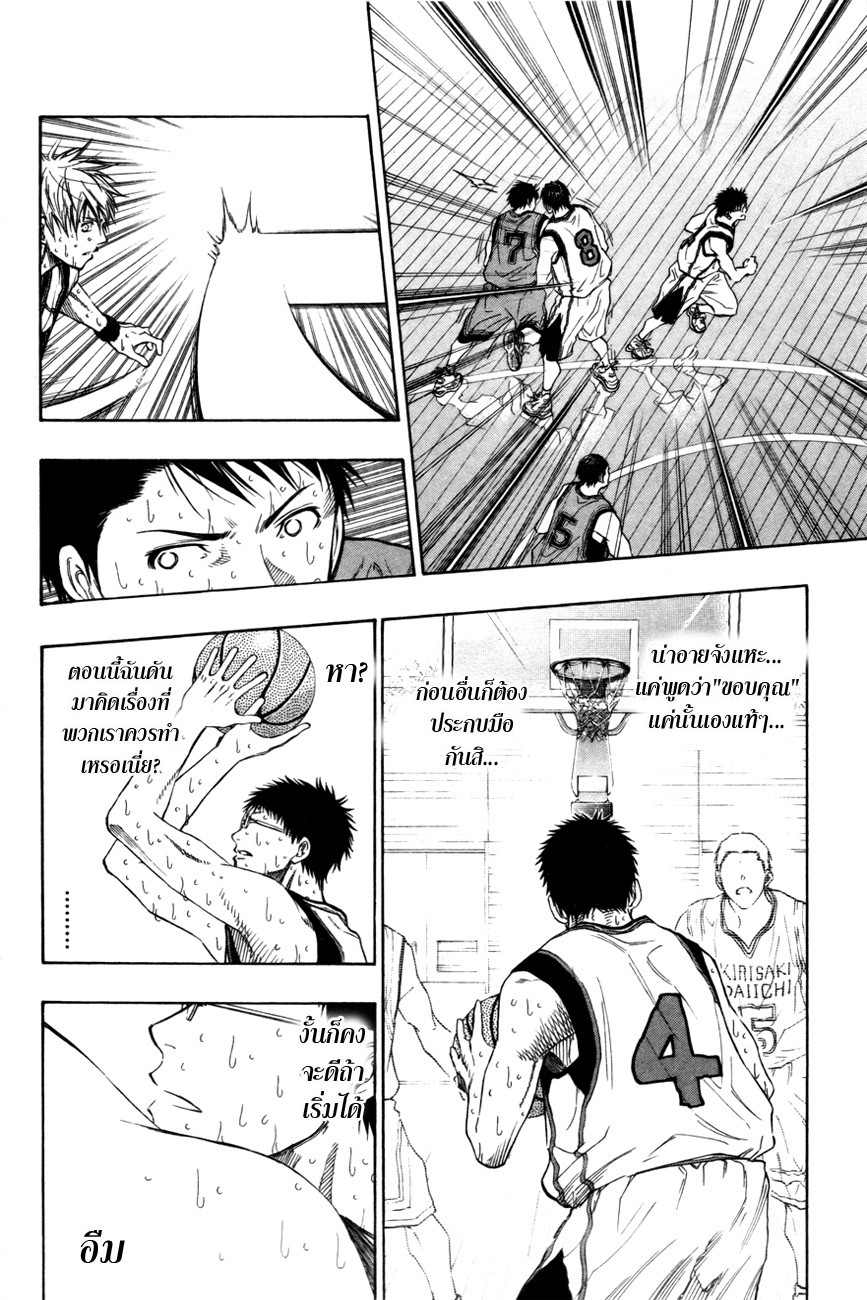 7
8
5
น่าอายจังแหะ...
แค่พูดว่า"ขอบคุณ"
แค่นั้นเองแท้ๆ...
ก่อนอื่นก็ต้อง
ประกบมือ
กันสิ...
4
KIRISAKI
DAIICHI
5
หา?
ตอนนี้ฉันดัน
มาคิดเรื่องที่
พวกเราควรทำ
เหรอเนี่ย?
.........
งั้นก็คง
จะดีถ้า
เริ่มได้
อืม